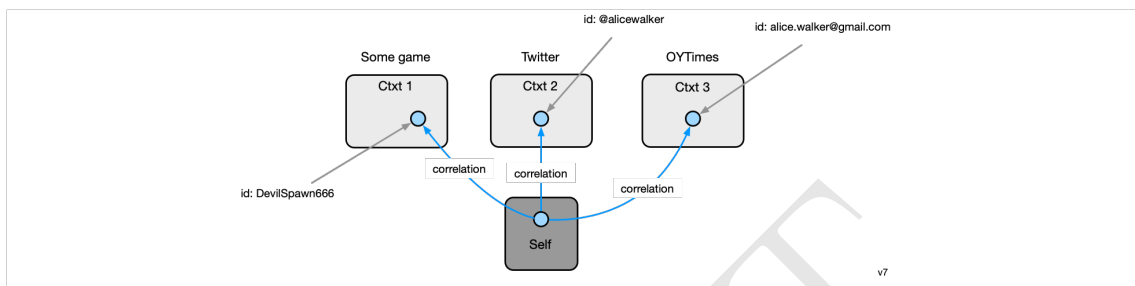 id: @alicewalker
id: alice.walker@gmail.com
Some game
Twitter
OYTimes
Ctxt 1
Ctxt 2
Ctxt 3
correlation
correlation
correlation
id: DevilSpawn666
Self
v7